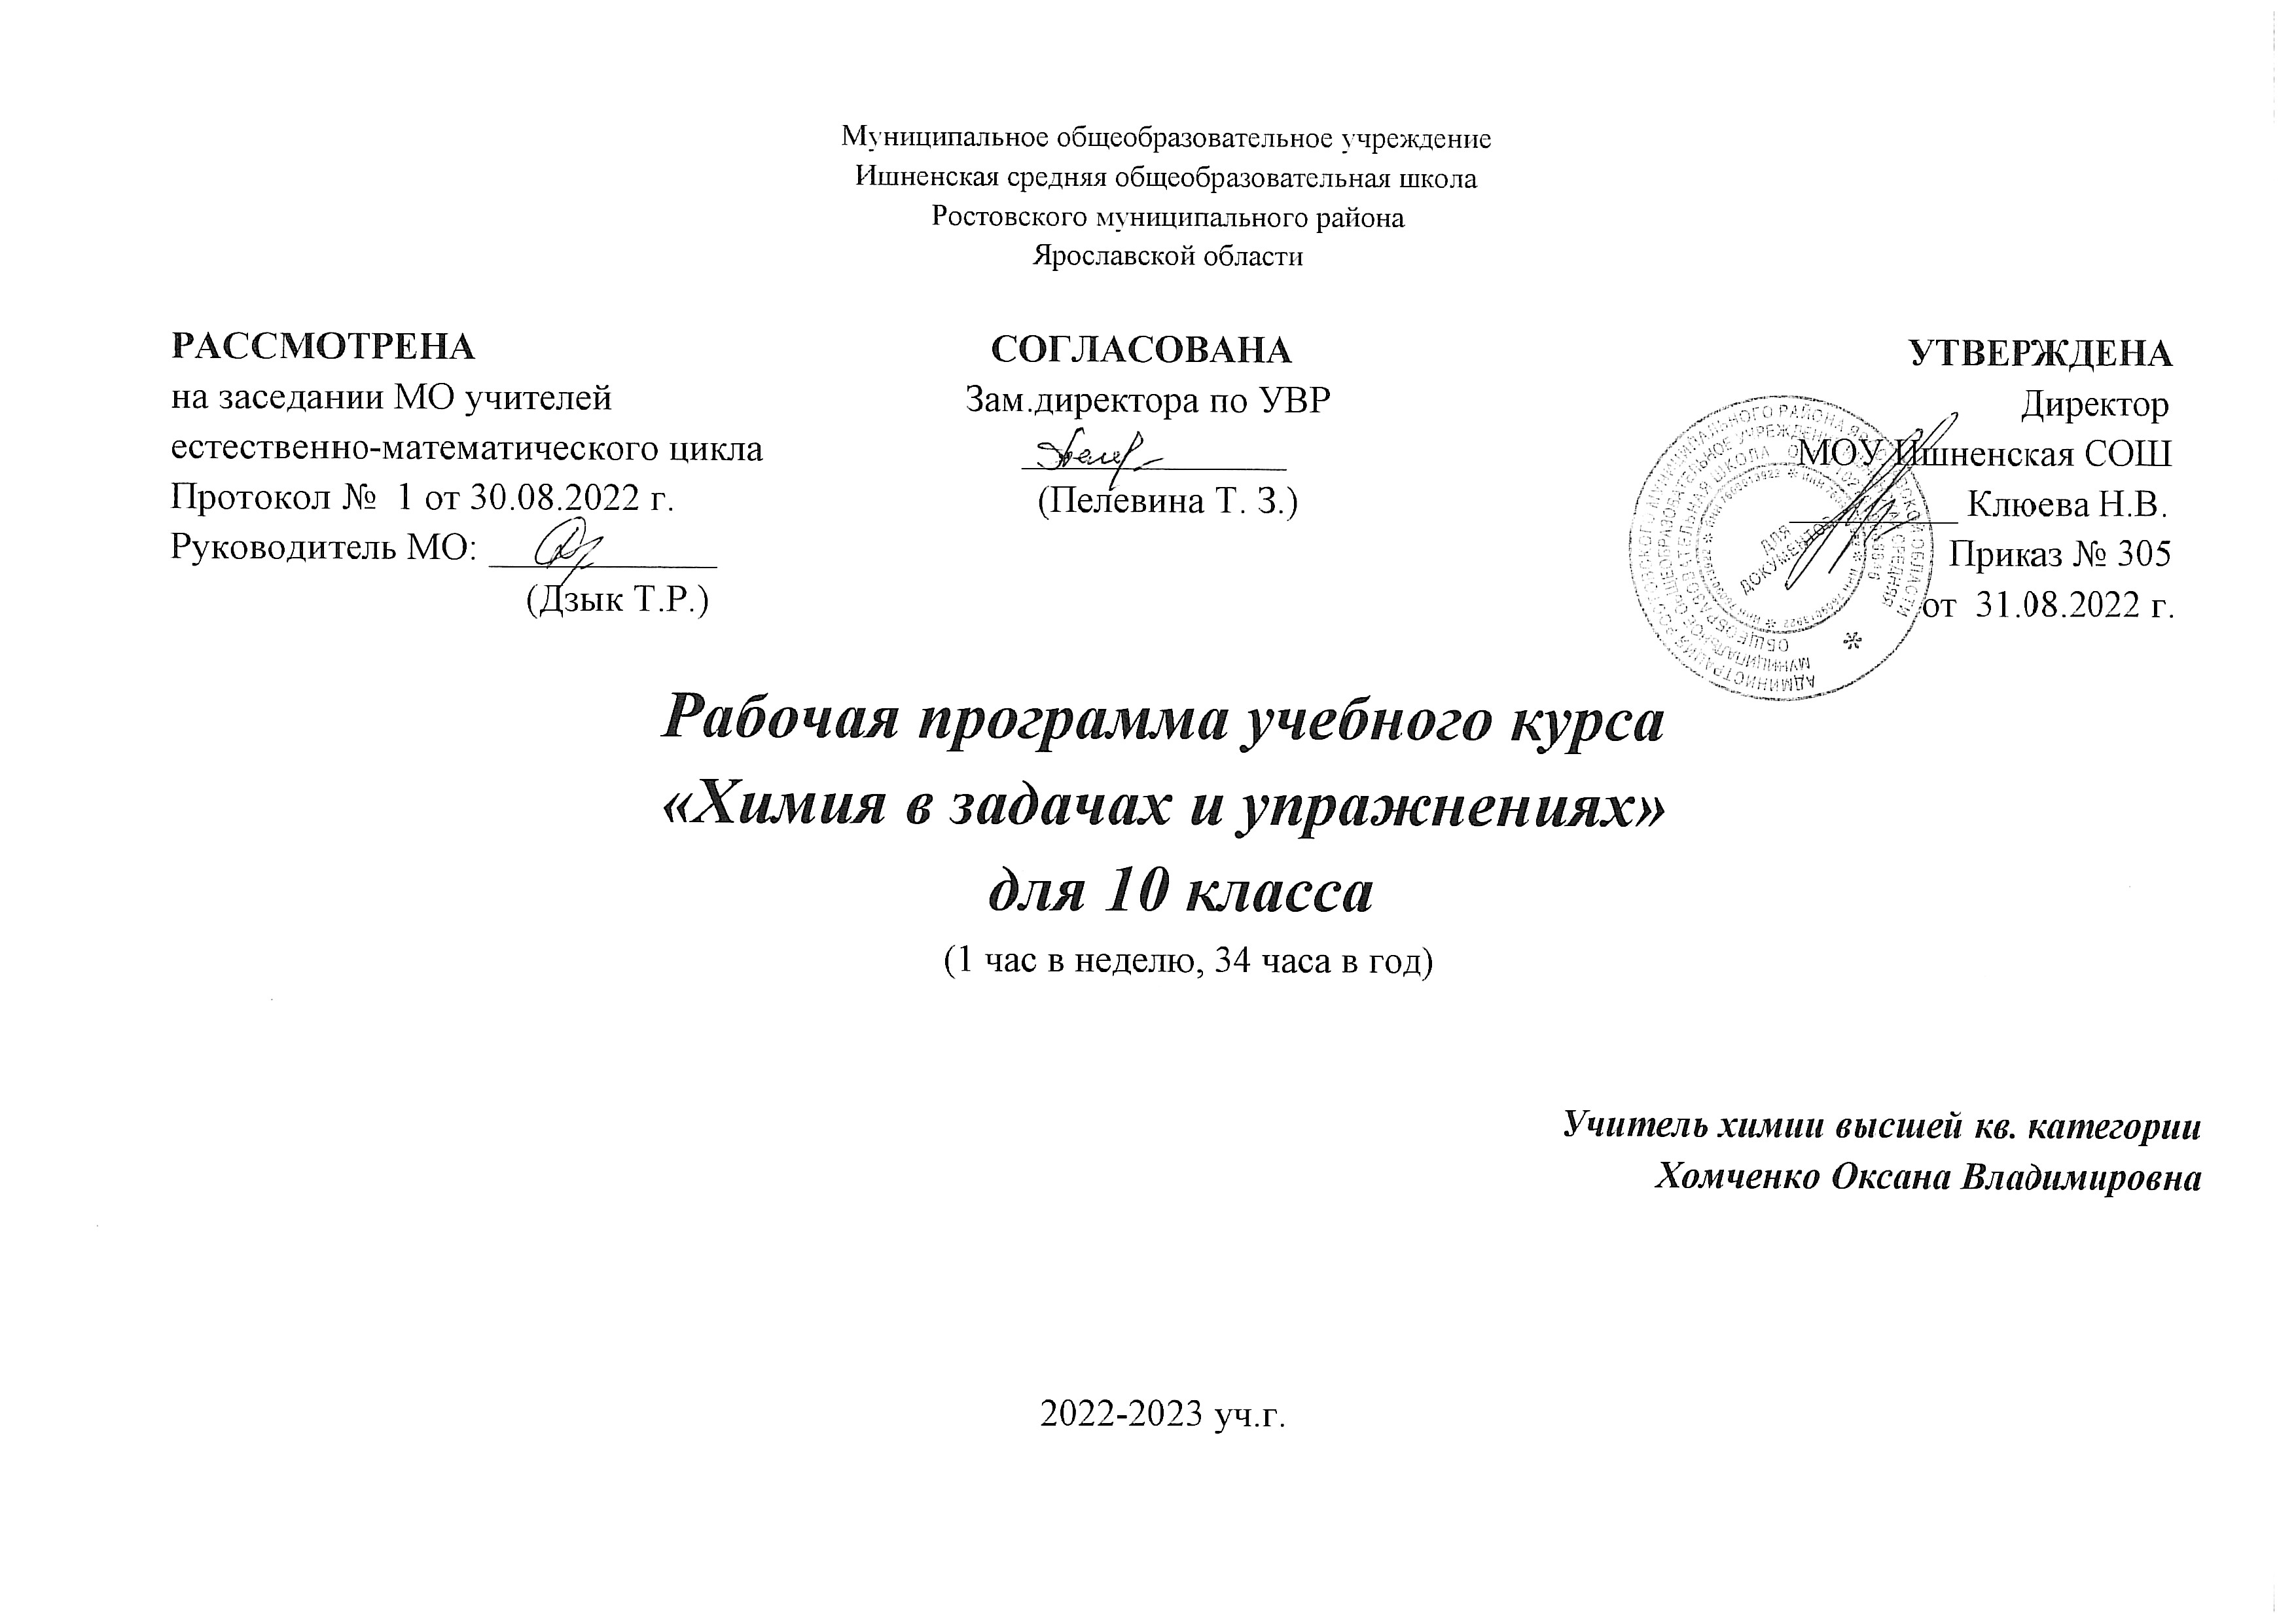 Муниципальное общеобразовательное учреждение
Ишненская средняя общеобразовательная школа
Ростовского муниципального района
Ярославской области
РАССМОТРЕНА
на заседании МО учителей
естественно-математического цикла
Протокол № 1 от 30.08.2022 г.
Руководитель МО:
(Дзык Т.Р.)
СОГЛАСОВАНА
Зам.директора по УВР
(Пелевина Т. З.)
УТВЕРЖДЕНА
Директор
МОУ Ишненская СОШ
Клюева Н.В.
Приказ № 305
от 31.08.2022 г.
ДЛЯ
ДОКУМЕНТОВ
Рабочая программа учебного курса
«Химия в задачах и упражнениях»
для 10 класса
(1 час в неделю, 34 часа в год)
Учитель химии высшей кв. категории
Хомченко Оксана Владимировна
2022-2023 уч.г.